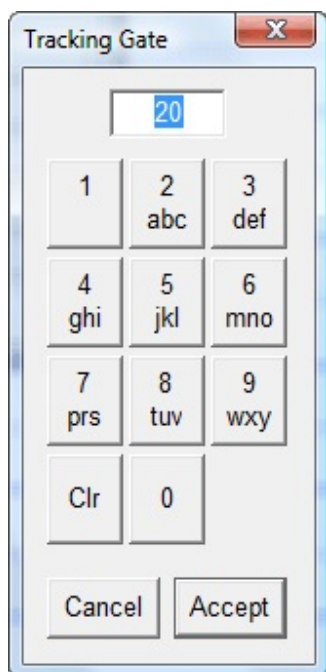 Tracking Gate X
20
1 2 3
abc def
4 5 6
ghi jkl mno
7 8 9
prs tuv wxy
Clr 0
Cancel Accept